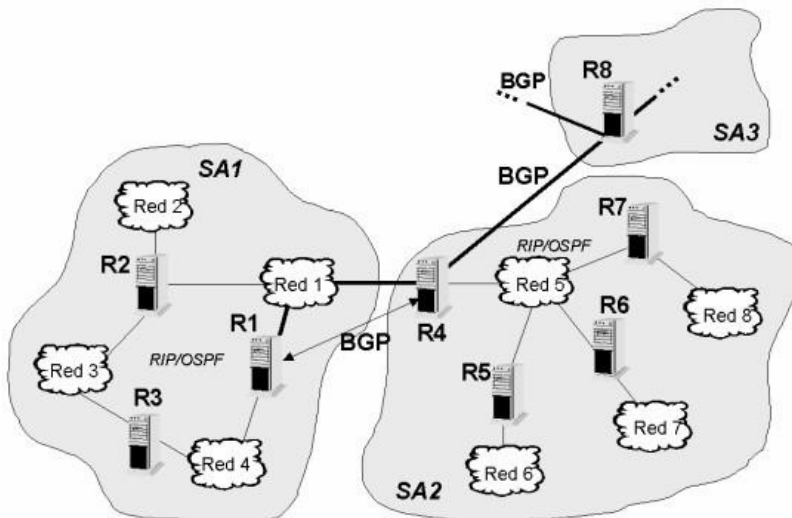 R8
BGP
SA3
SA1
BGP
Red 2
R7
RIP/OSPF
R2
Red 1
Red 5
R6
Red 8
R1
BGP
R4
RIP/OSPF
Red 3
R5
R3
Red 7
Red 4
Red 6
SA2